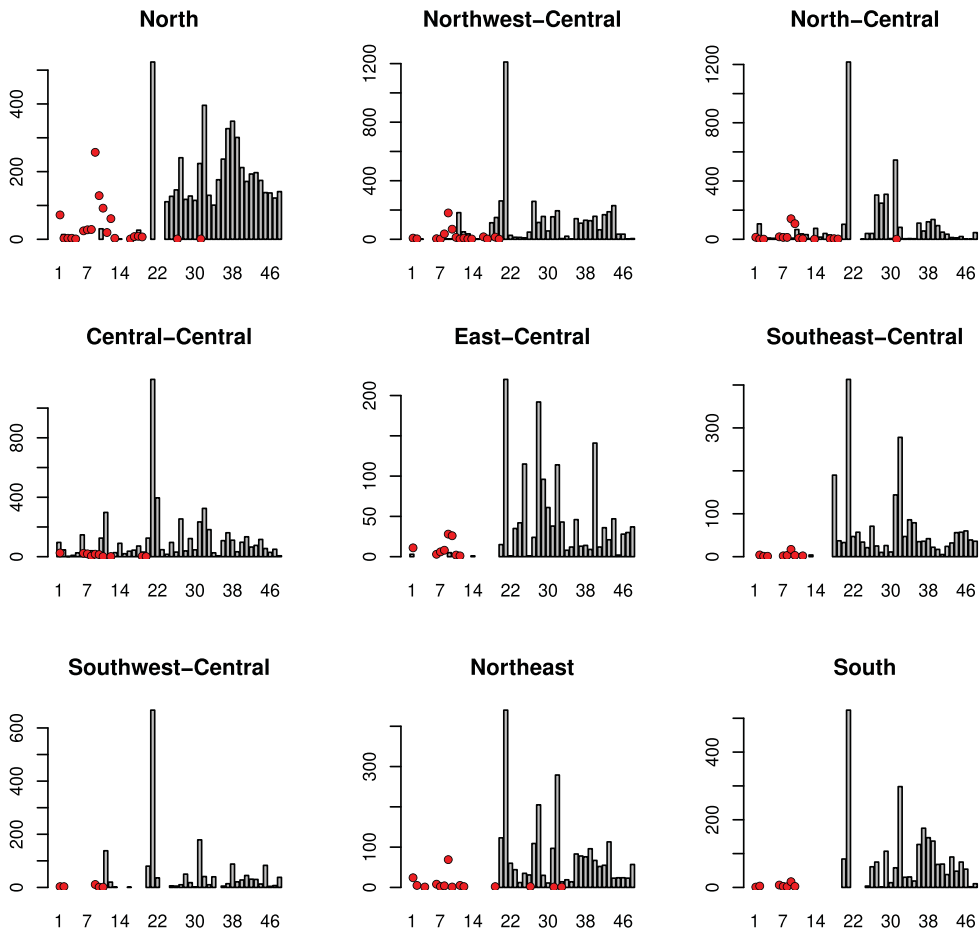 North Northwest–Central North–Central
0 200 400
1 7 14 22 30 38 46
0 400 800 1200
1 7 14 22 30 38 46
0 400 800 1200
1 7 14 22 30 38 46
Central–Central East–Central Southeast–Central
0 400 800
1 7 14 22 30 38 46
0 50 100 200
1 7 14 22 30 38 46
0 100 300
1 7 14 22 30 38 46
Southwest–Central Northeast South
0 200 400 600
1 7 14 22 30 38 46
0 100 300
1 7 14 22 30 38 46
0 200 400
1 7 14 22 30 38 46